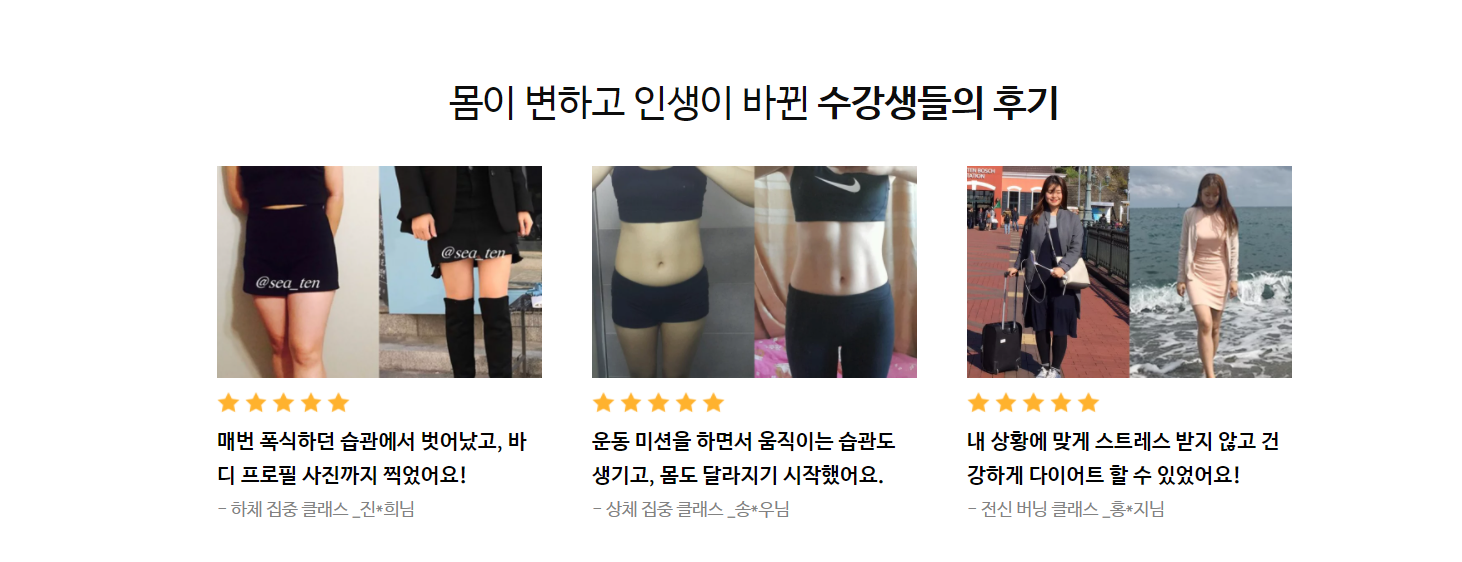 몸이 변하고 인생이 바뀐 수강생들의 후기
@sea_ten
@sea_ten
매번 폭식하던 습관에서 벗어났고, 바
디 프로필 사진까지 찍었어요!
- 하체 집중 클래스 _진*희님
운동 미션을 하면서 움직이는 습관도
생기고, 몸도 달라지기 시작했어요.
- 상체 집중 클래스 _송*우님
내 상황에 맞게 스트레스 받지 않고 건
강하게 다이어트 할 수 있었어요!
- 전신 버닝 클래스 _홍*지님